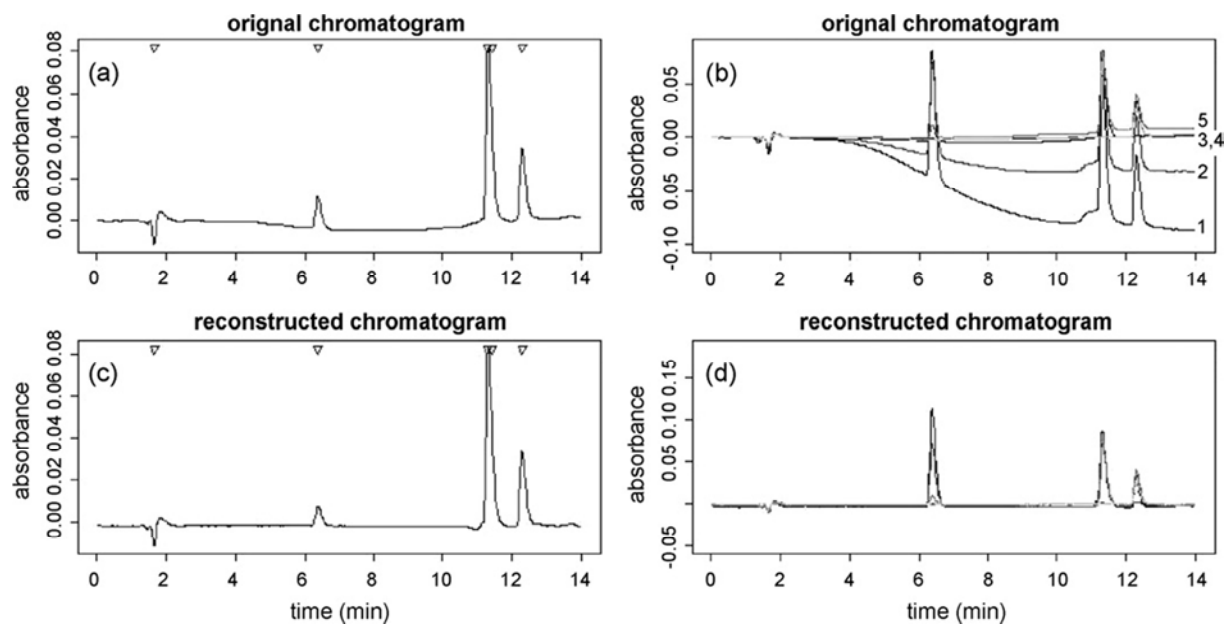 orignal chromatogram
(a)
absorbance
0.00 0.02 0.04 0.06 0.08
0 2 4 6 8 10 12 14
orignal chromatogram
(b)
absorbance
-0.10 0.05 0.00 0.05
5
3,4
2
1
0 2 4 6 8 10 12 14
reconstructed chromatogram
(c)
absorbance
0.00 0.02 0.04 0.06 0.08
0 2 4 6 8 10 12 14
time (min)
reconstructed chromatogram
(d)
absorbance
-0.05 0.00 0.05 0.10 0.15
0 2 4 6 8 10 12 14
time (min)